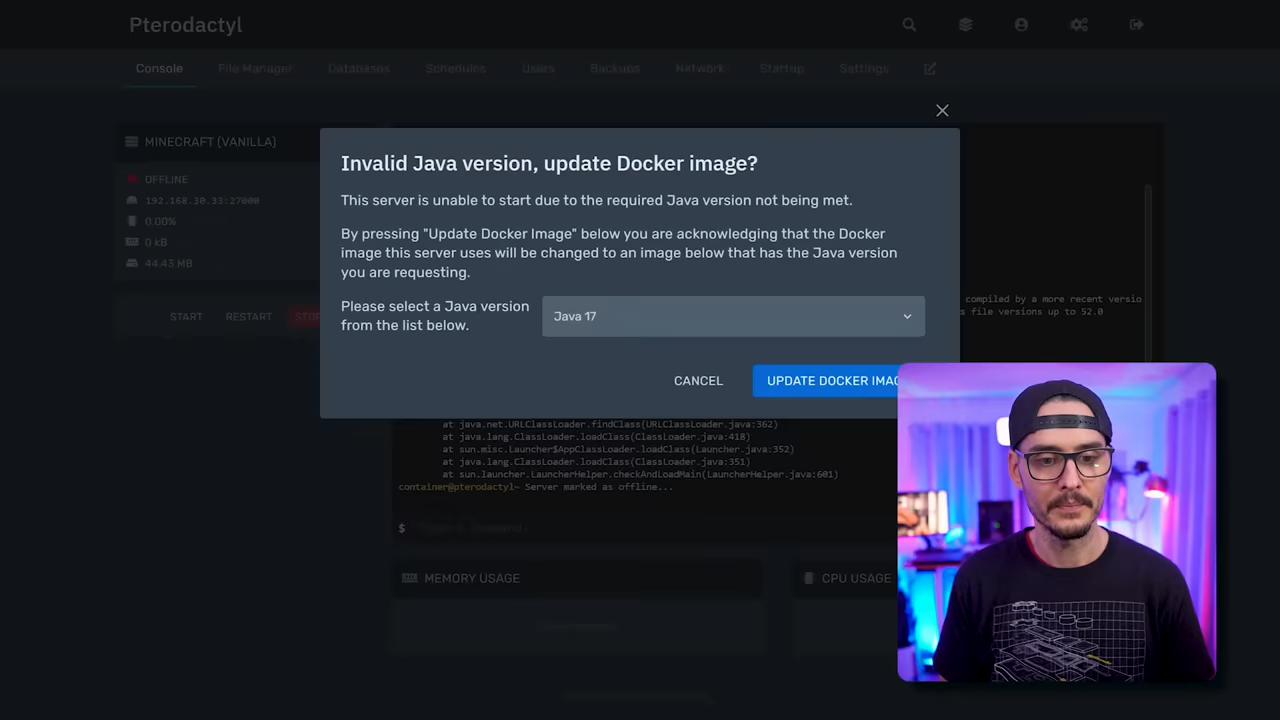 Pterodactyl
Console File Manager Databases Schedules Users Backups Network Startup Settings
MINECRAFT (VANILLA)
OFFLINE
192.168.30.33:27000
0.00%
0 kB
44.43 MB
START RESTART STOP
Invalid Java version, update Docker image?
This server is unable to start due to the required Java version not being met.
By pressing "Update Docker Image" below you are acknowledging that the Docker
image this server uses will be changed to an image below that has the Java version
you are requesting.
Please select a Java version
from the list below.
Java 17
CANCEL UPDATE DOCKER IMAG
compiled by a more recent versio
s file versions up to 52.0
at java.net.URLClassLoader.findClass(URLClassLoader.java:362)
at java.lang.ClassLoader.loadClass(ClassLoader.java:418)
at sun.misc.Launcher$AppClassLoader.loadClass(Launcher.java:352)
at java.lang.ClassLoader.loadClass(ClassLoader.java:351)
at sun.launcher.LauncherHelper.checkAndLoadMain(LauncherHelper.java:601)
container@pterodactyl~ Server marked as offline...
$
MEMORY USAGE
CPU USAGE